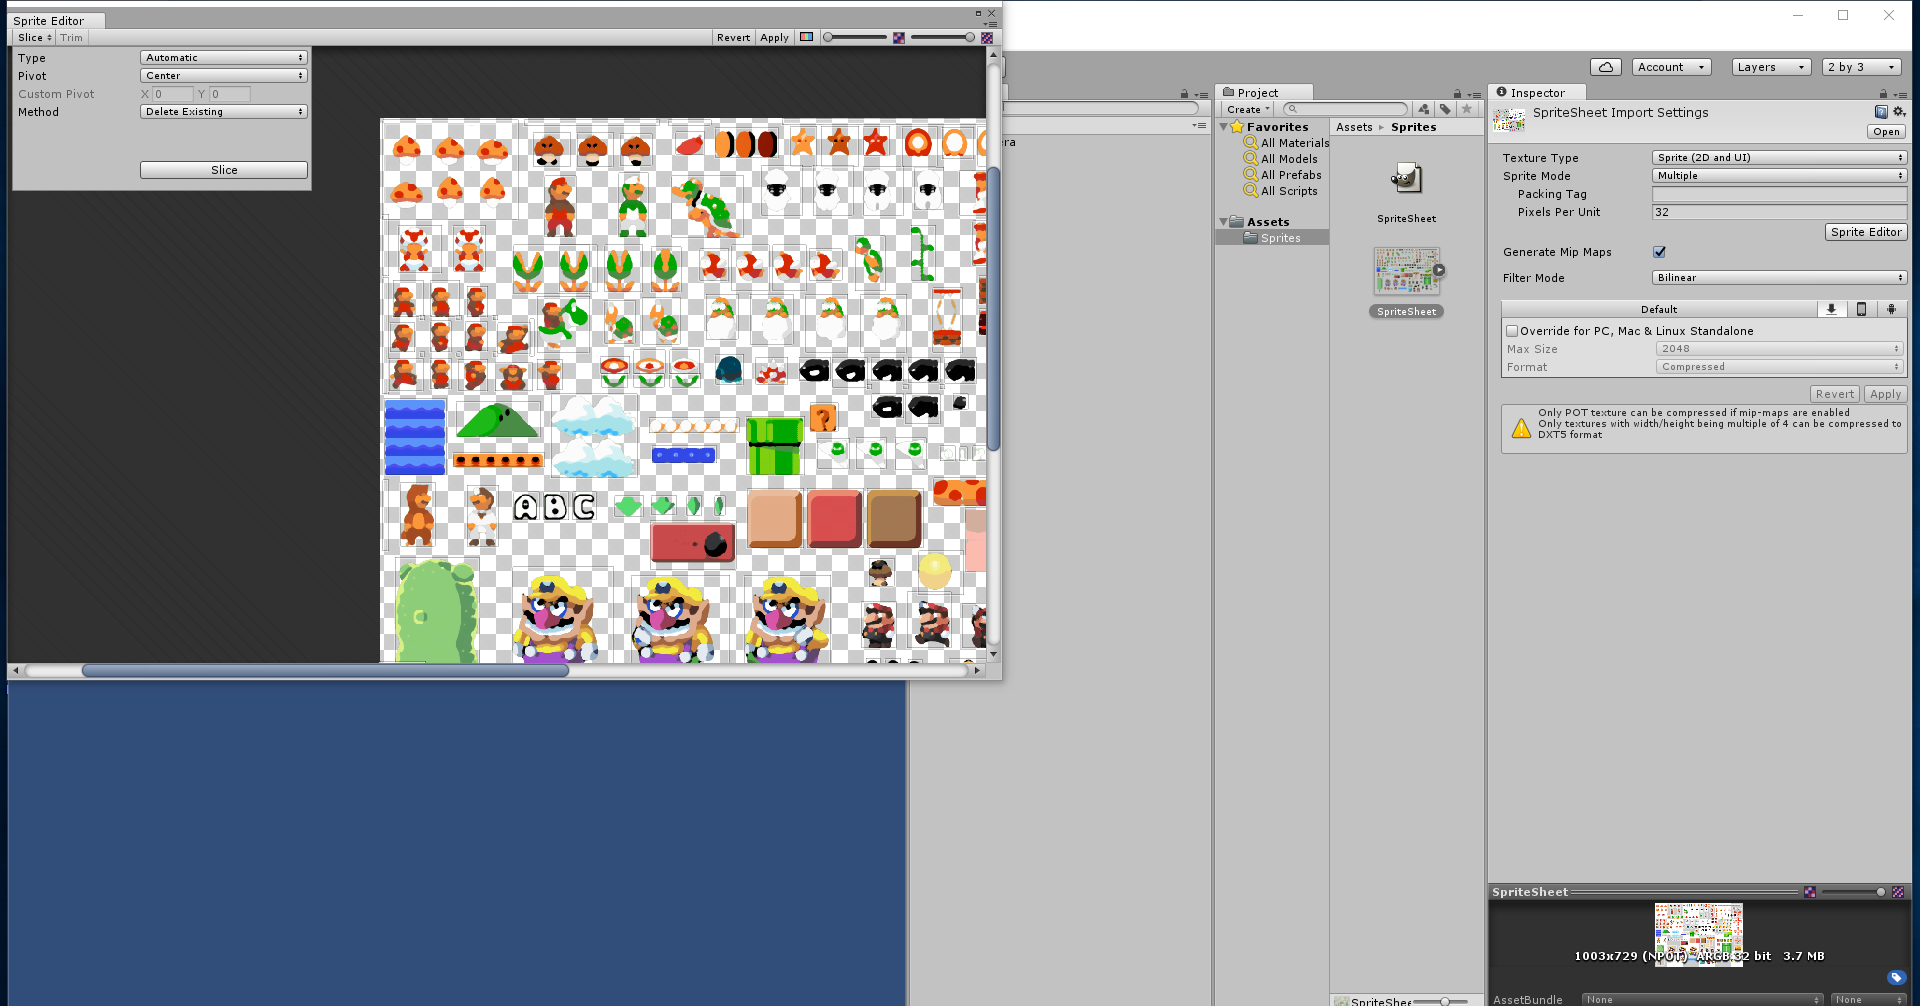 Sprite Editor
Slice Trim Revert Apply
Type Automatic
Pivot Center
Custom Pivot X 0 Y 0
Method Delete Existing
Slice
ABC
?
Account Layers 2 by 3
Project
Create
Favorites
All Materials
All Models
All Prefabs
All Scripts
Assets
Sprites
Assets ▸ Sprites
SpriteSheet
SpriteSheet
Inspector
SpriteSheet Import Settings
Open
Texture Type Sprite (2D and UI)
Sprite Mode Multiple
Packing Tag
Pixels Per Unit 32
Sprite Editor
Generate Mip Maps
Filter Mode Bilinear
Default
Override for PC, Mac & Linux Standalone
Max Size 2048
Format Compressed
Revert Apply
Only POT texture can be compressed if mip-maps are enabled
Only textures with width/height being multiple of 4 can be compressed to
DXT5 format
SpriteSheet
1003x729 (NPOT) ARGB 32 bit 3.7 MB
AssetBundle None None